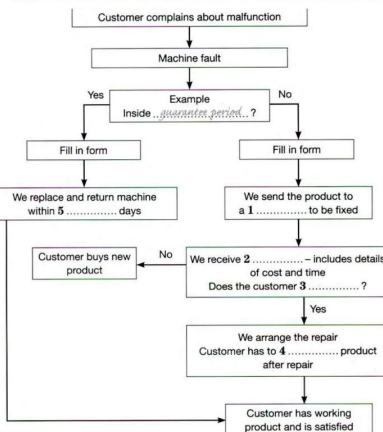 Customer complains about malfunction
Machine fault
Yes
No
Example
Inside ..guarantee period.. ?
Fill in form
Fill in form
We replace and return machine
within 5 .............. days
We send the product to
a 1 .............. to be fixed
Customer buys new
product
No
We receive 2 .............. – includes details
of cost and time
Does the customer 3 .............. ?
Yes
We arrange the repair
Customer has to 4 .............. product
after repair
Customer has working
product and is satisfied